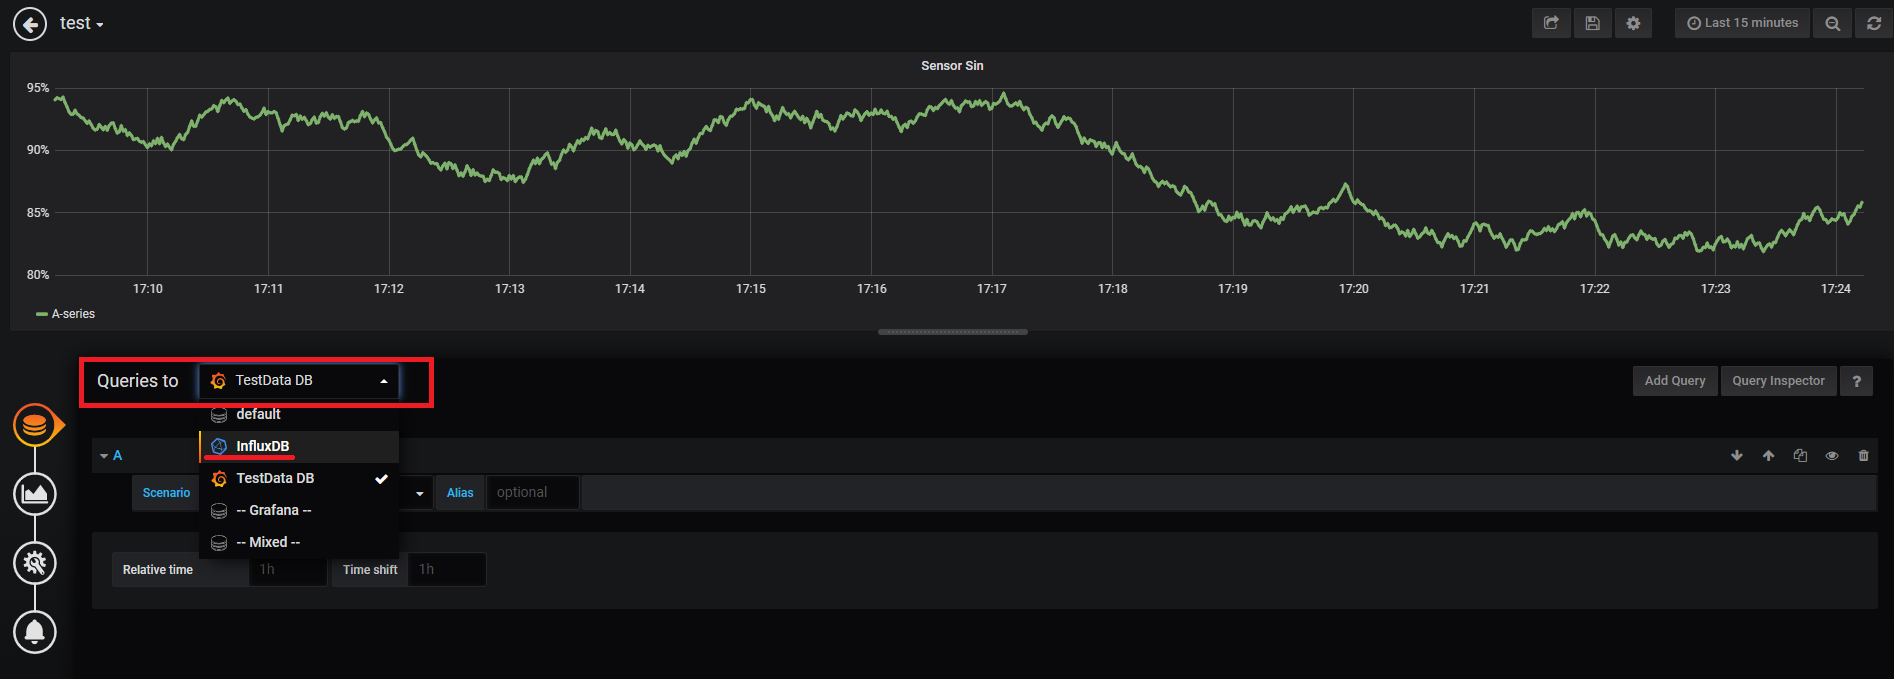 test
Last 15 minutes
Sensor Sin
95%
90%
85%
80%
17:10 17:11 17:12 17:13 17:14 17:15 17:16 17:17 17:18 17:19 17:20 17:21 17:22 17:23 17:24
A-series
Queries to TestData DB Add Query Query Inspector ?
default
InfluxDB
A
TestData DB
Scenario Alias optional
-- Grafana --
-- Mixed --
Relative time 1h Time shift 1h